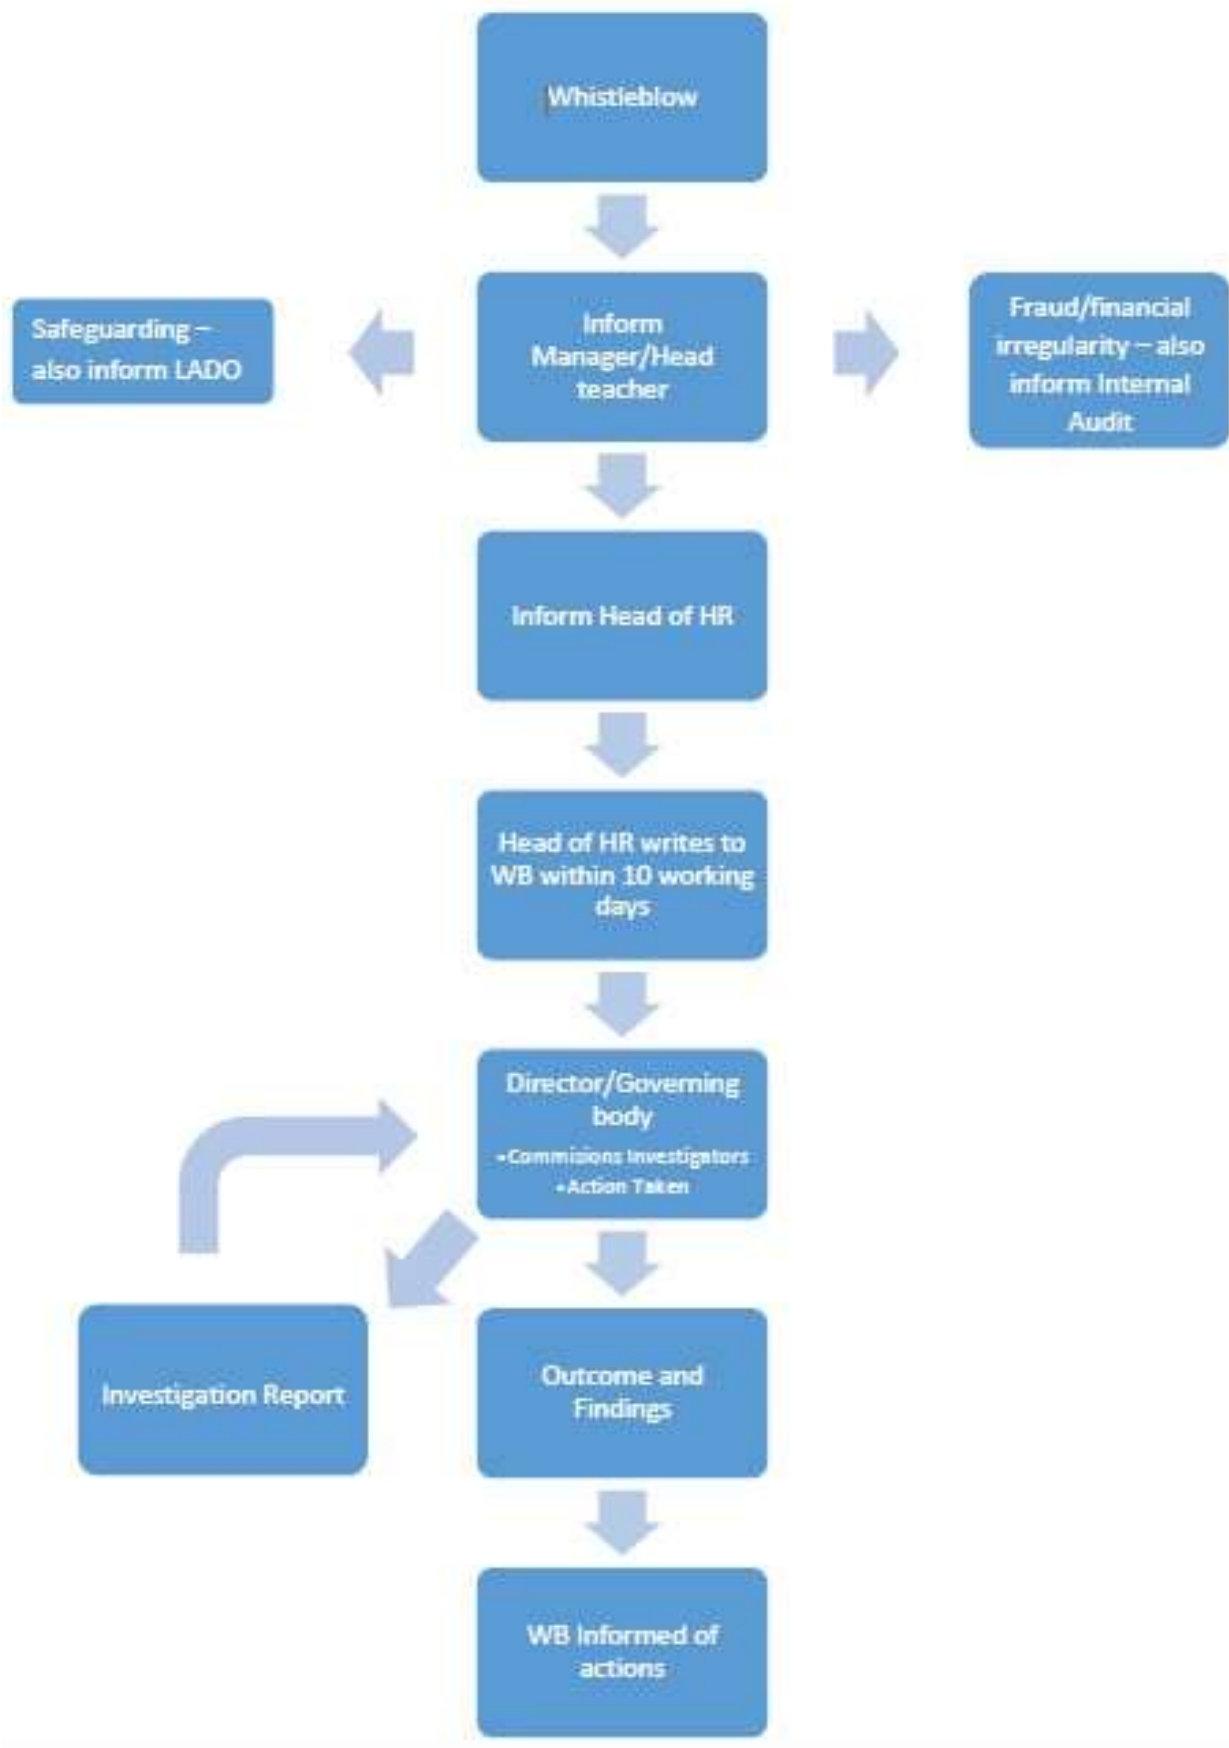 Whistleblow
Inform
Manager/Head
teacher
Safeguarding –
also inform LADO
Fraud/financial
irregularity – also
inform Internal
Audit
Inform Head of HR
Head of HR writes to
WB within 10 working
days
Director/Governing
body
•Commisions Investigators
•Action Taken
Investigation Report
Outcome and
Findings
WB Informed of
actions